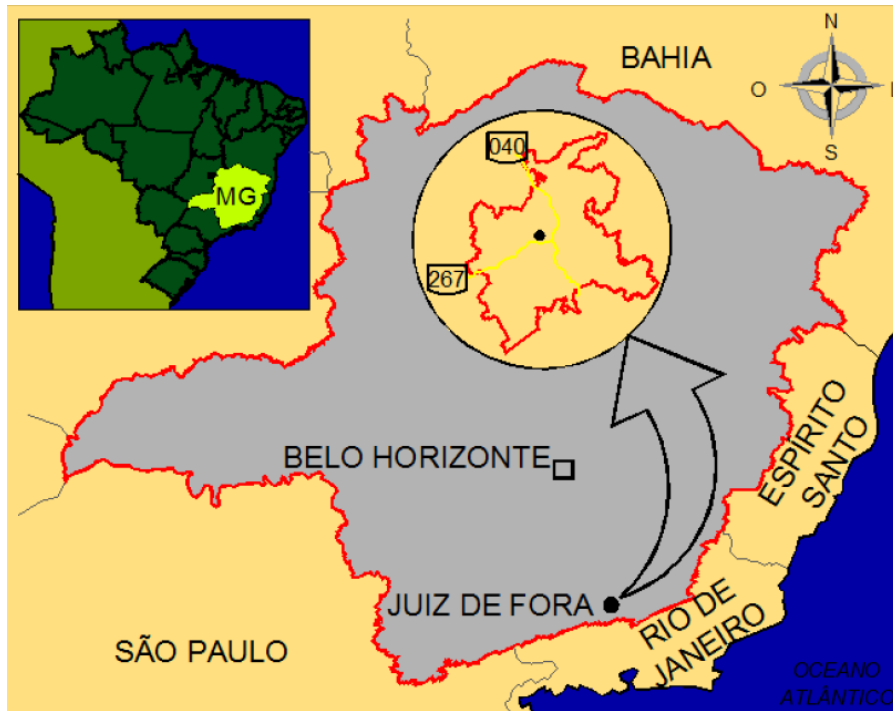 BAHIA
N
O
L
S
040
MG
267
BELO HORIZONTE
ESPÍRITO
SANTO
JUIZ DE FORA
RIO DE
JANEIRO
SÃO PAULO
OCEANO
ATLÂNTICO